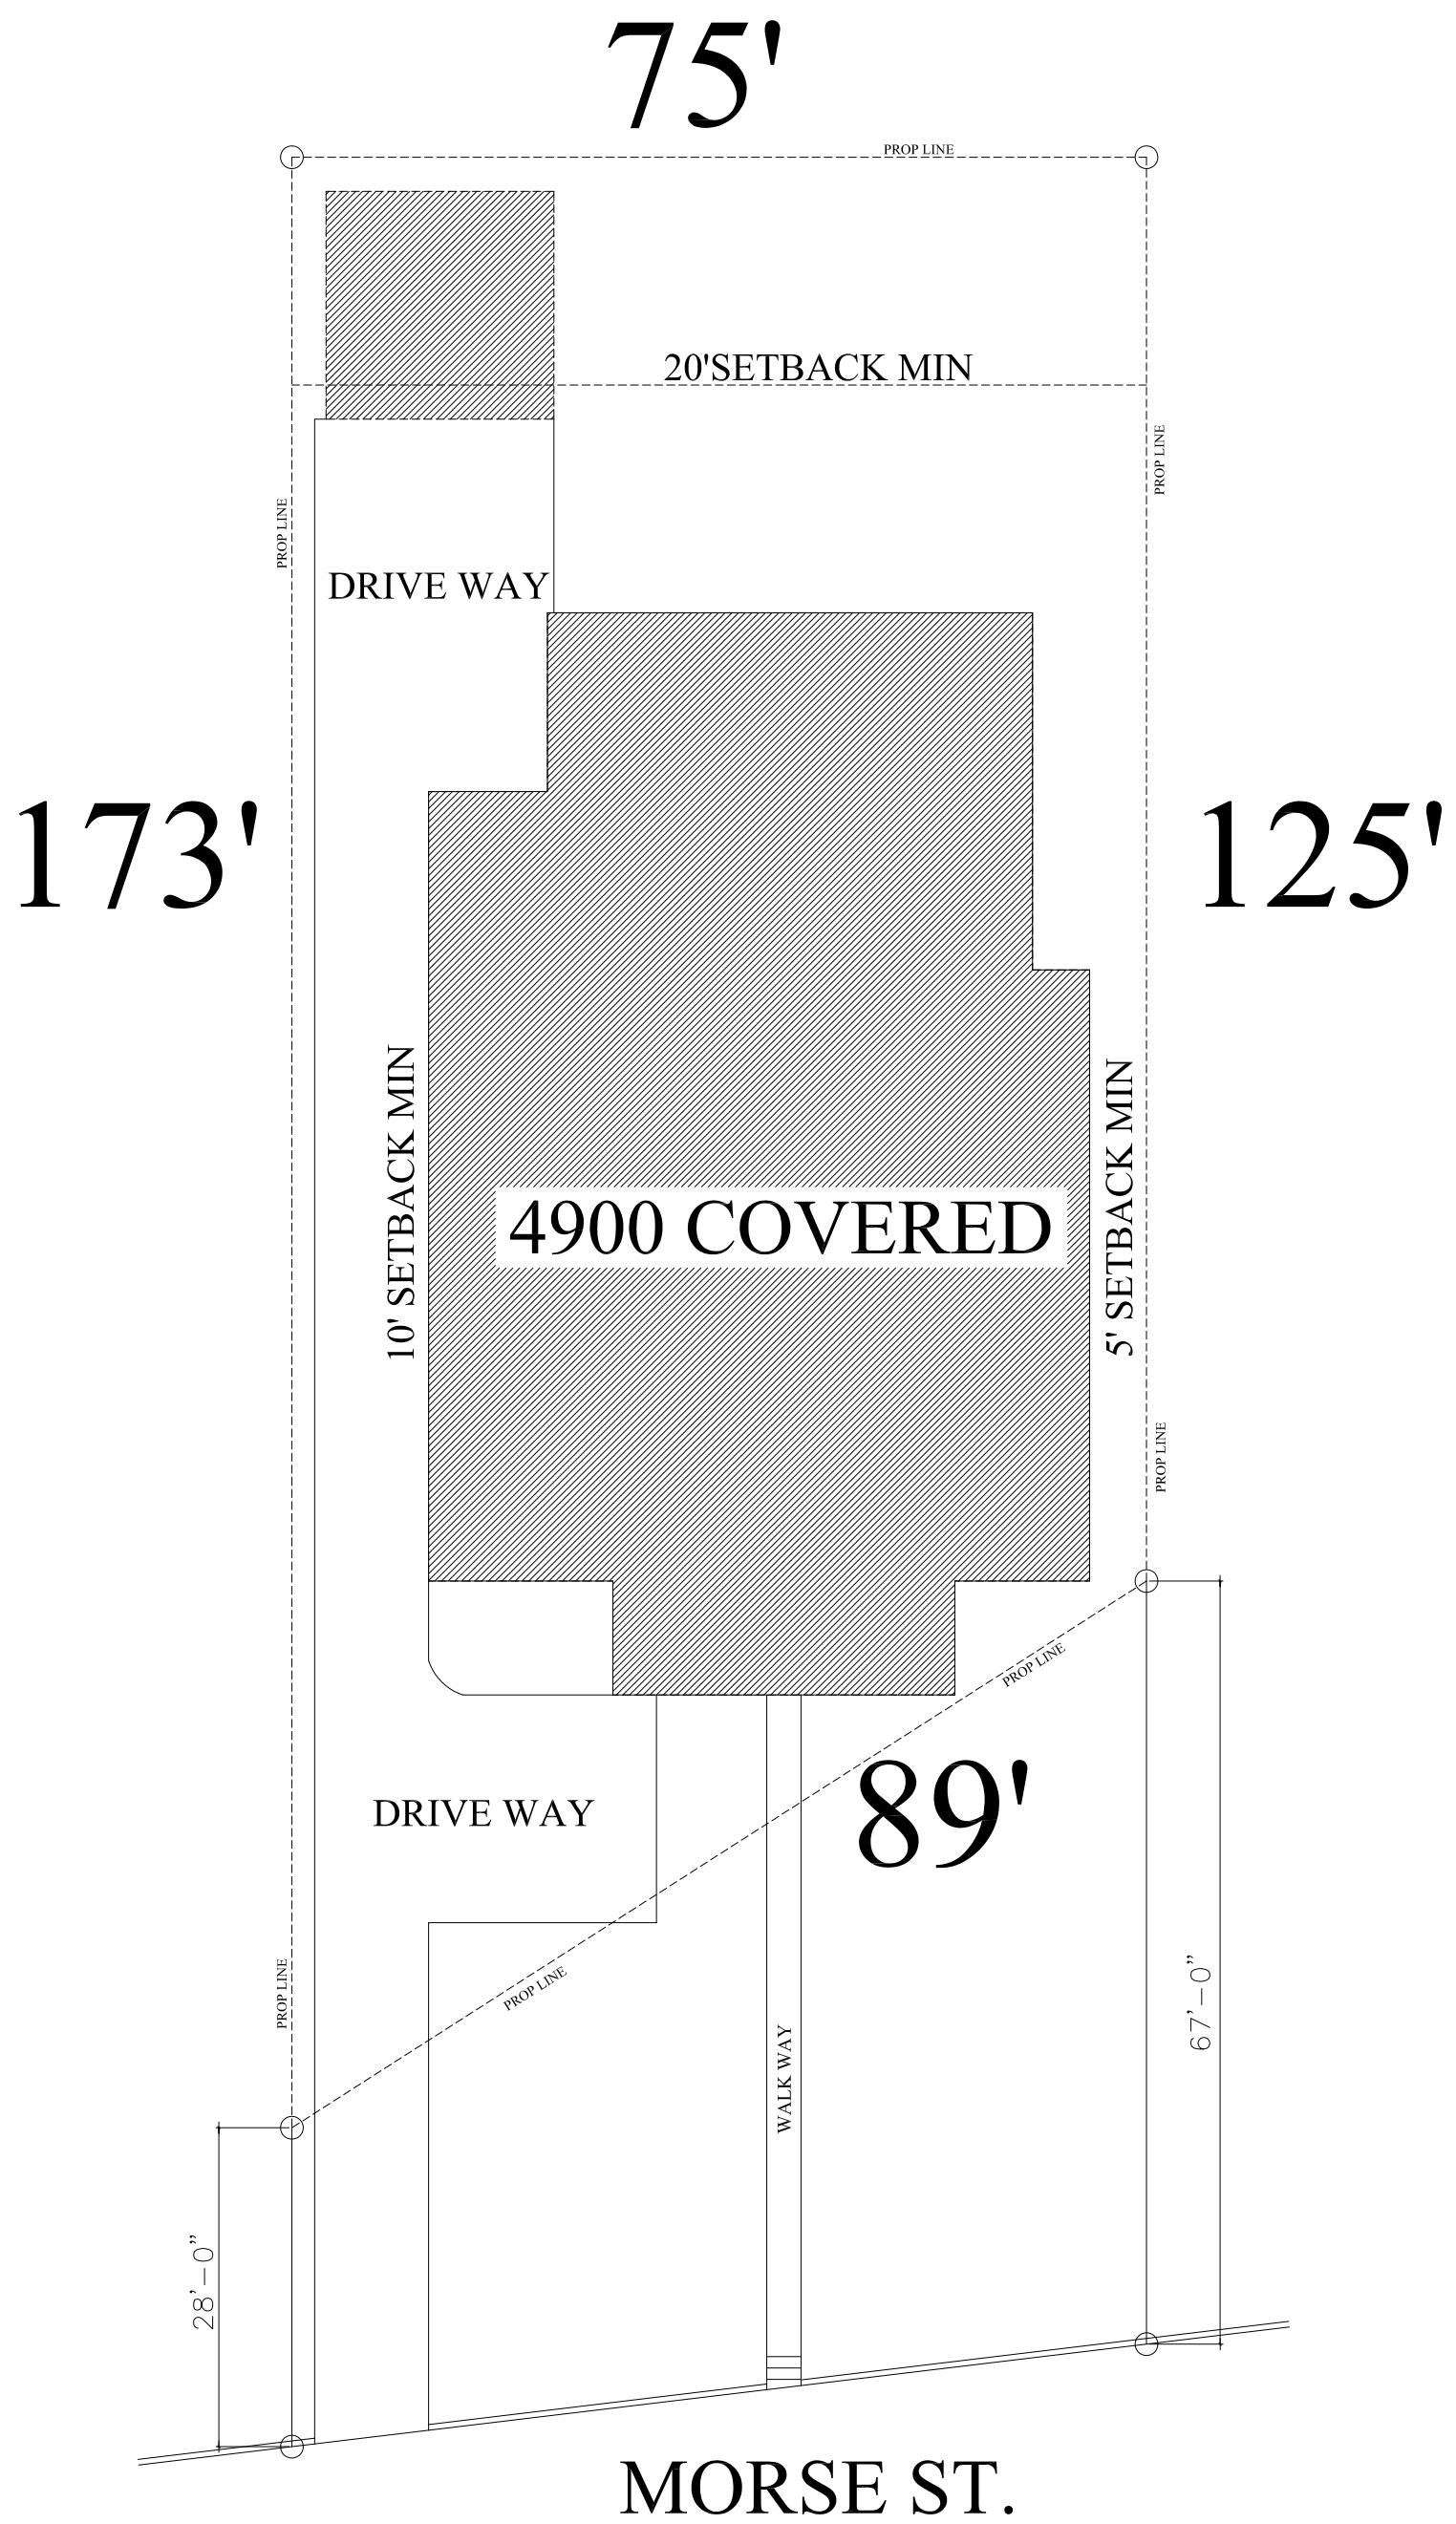 75'
PROP LINE
20'SETBACK MIN
PROP LINE
PROP LINE
DRIVE WAY
173'
125'
10' SETBACK MIN
5' SETBACK MIN
4900 COVERED
PROP LINE
PROP LINE
89'
DRIVE WAY
PROP LINE
PROP LINE
67'-0"
WALK WAY
28'-0"
MORSE ST.